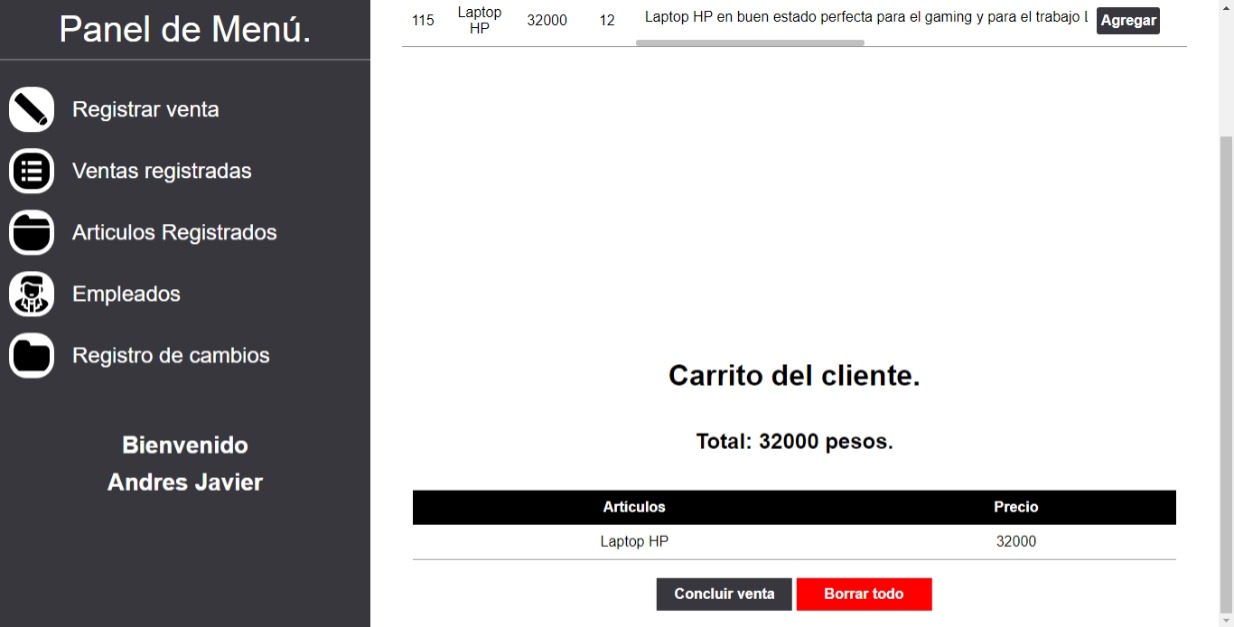 Panel de Menú.
Registrar venta
Ventas registradas
Articulos Registrados
Empleados
Registro de cambios
Bienvenido
Andres Javier
115 Laptop HP 32000 12 Laptop HP en buen estado perfecta para el gaming y para el trabajo Agregar
Carrito del cliente.
Total: 32000 pesos.
Articulos Precio
Laptop HP 32000
Concluir venta Borrar todo